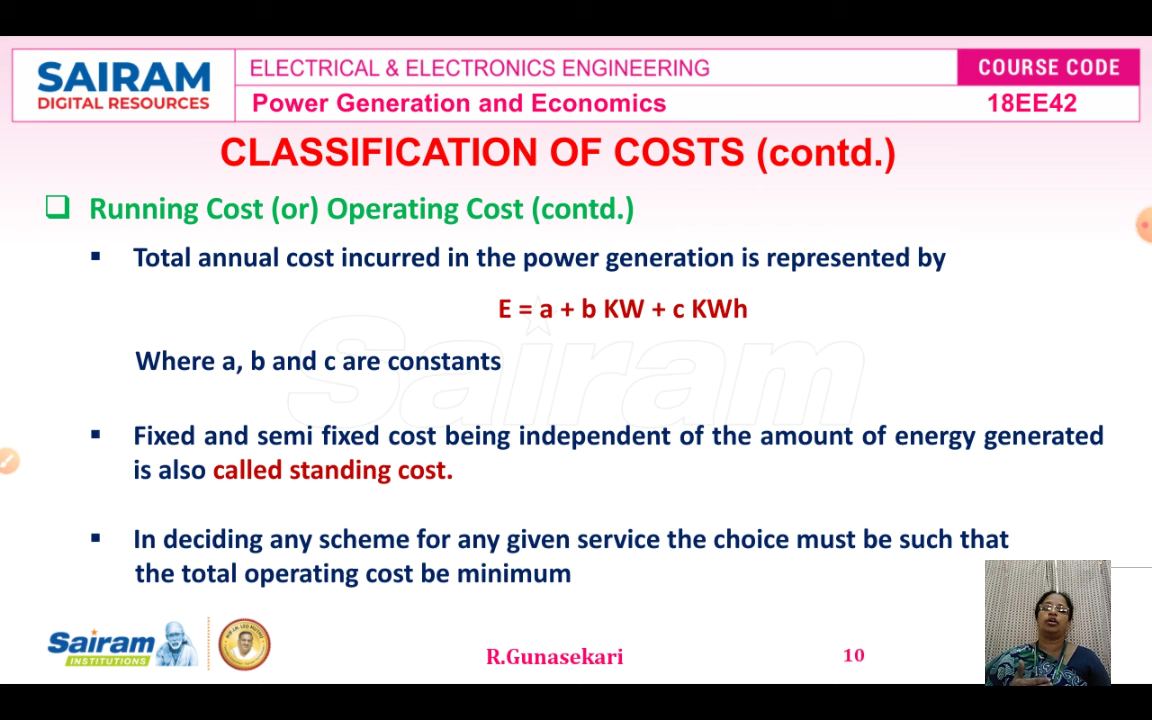 SAIRAM
DIGITAL RESOURCES
ELECTRICAL & ELECTRONICS ENGINEERING
Power Generation and Economics
COURSE CODE
18EE42
CLASSIFICATION OF COSTS (contd.)
Running Cost (or) Operating Cost (contd.)
Total annual cost incurred in the power generation is represented by
E = a + b KW + c KWh
Where a, b and c are constants
Sairam
Fixed and semi fixed cost being independent of the amount of energy generated
is also called standing cost.
In deciding any scheme for any given service the choice must be such that
the total operating cost be minimum
Sairam
INSTITUTIONS
R.Gunasekari
10